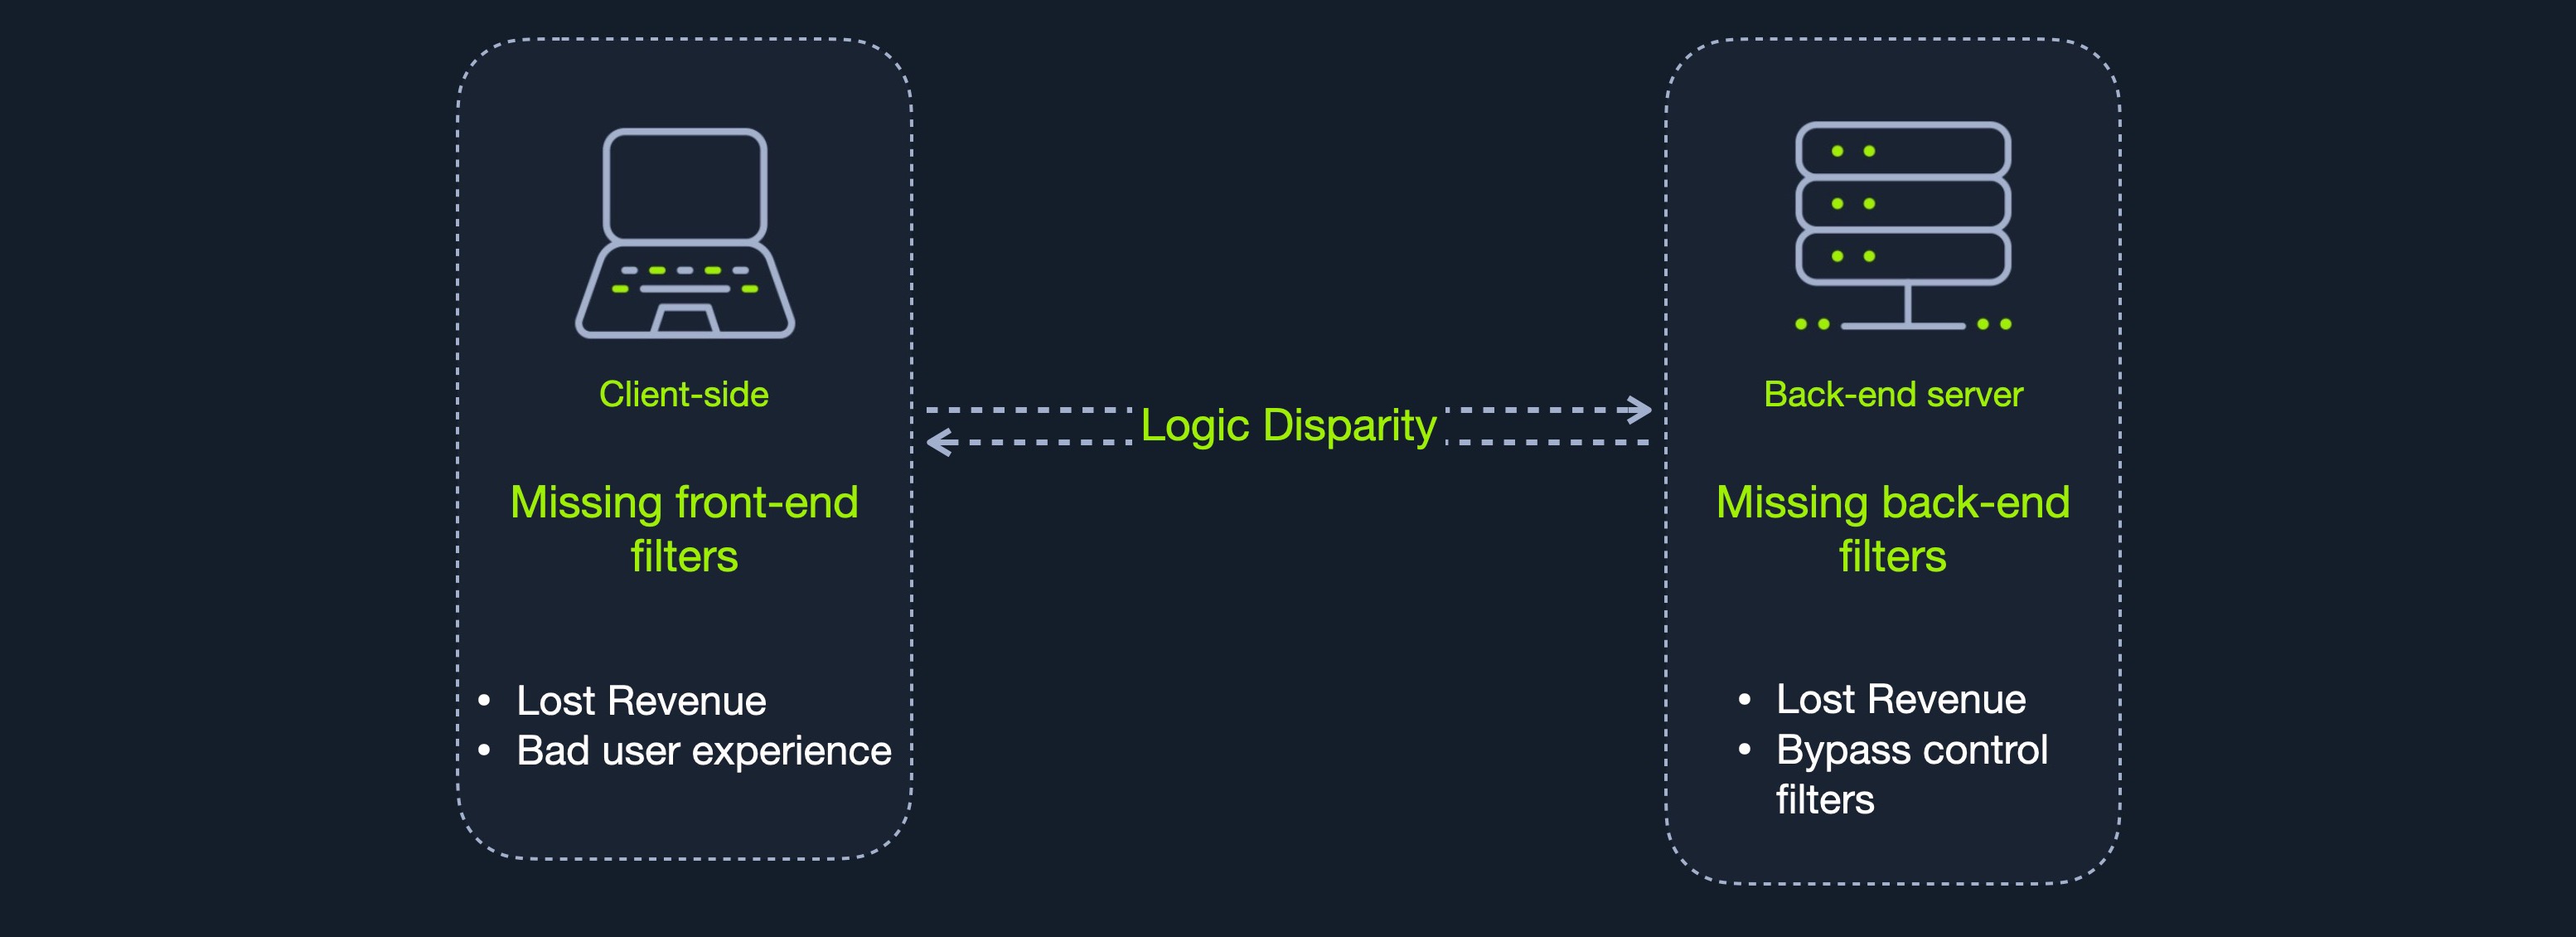 Client-side
Missing front-end
filters
• Lost Revenue
• Bad user experience
Logic Disparity
Back-end server
Missing back-end
filters
• Lost Revenue
• Bypass control
filters